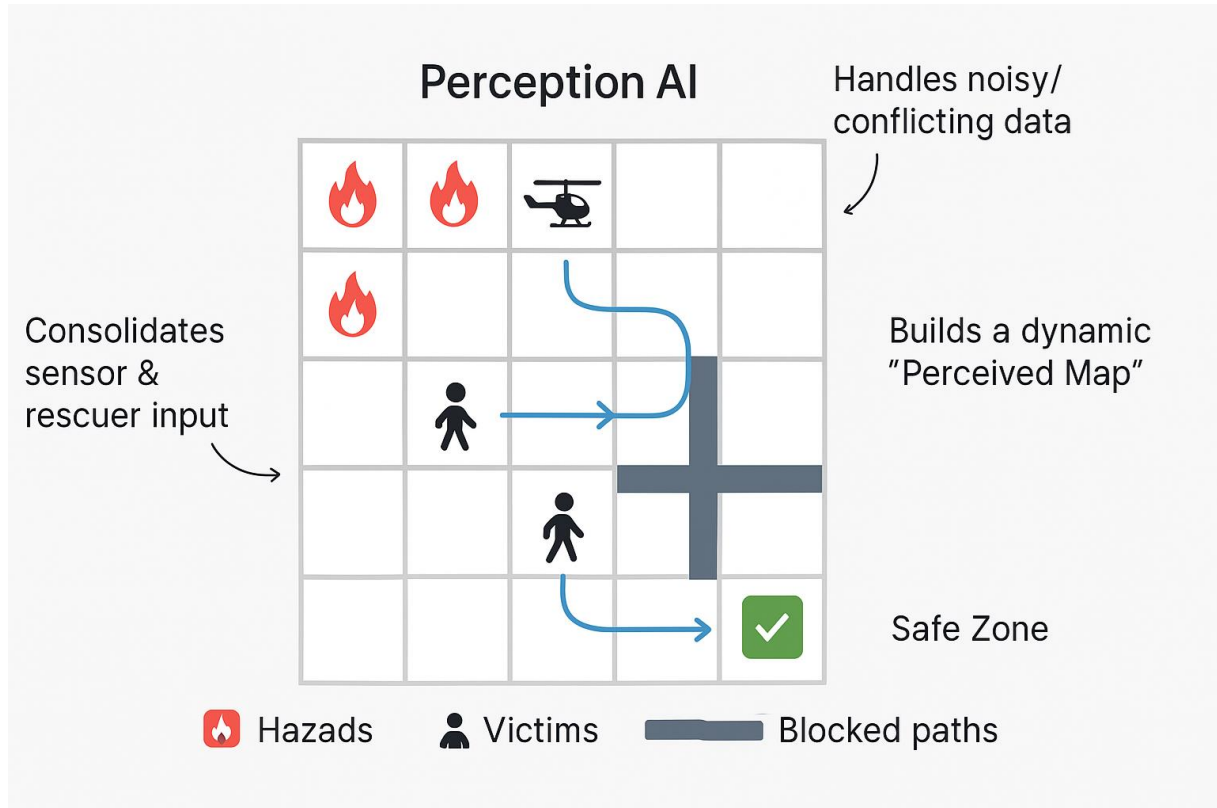 Perception AI
Handles noisy/
conflicting data
Consolidates
sensor &
rescuer input
Builds a dynamic
"Perceived Map"
Safe Zone
Hazads
Victims
Blocked paths